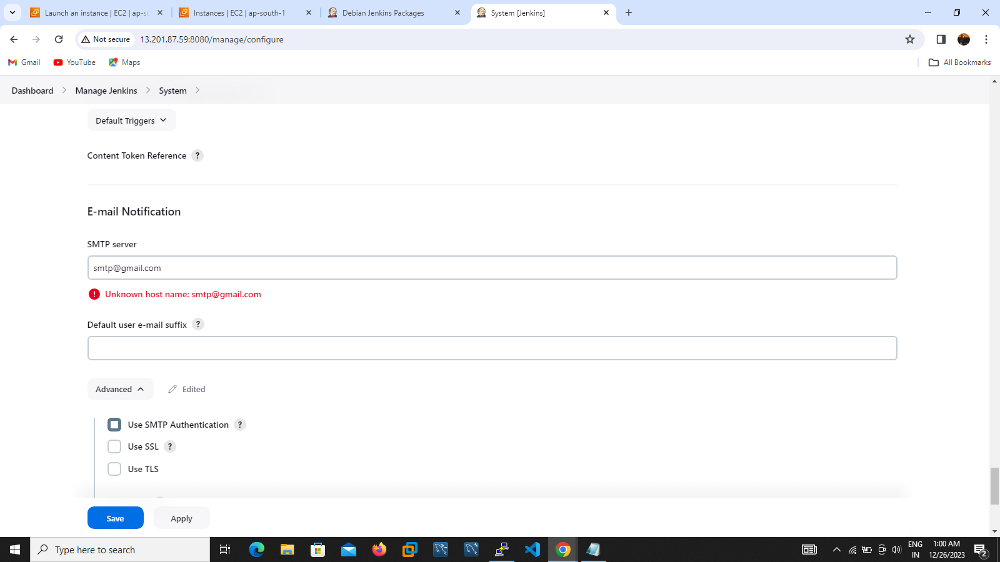 Launch an instance | EC2 | ap-so
Instances | EC2 | ap-south-1
Debian Jenkins Packages
System [Jenkins]
Not secure
13.201.87.59:8080/manage/configure
Gmail
YouTube
Maps
All Bookmarks
Dashboard
Manage Jenkins
System
Default Triggers
Content Token Reference ?
E-mail Notification
SMTP server
smtp@gmail.com
! Unknown host name: smtp@gmail.com
Default user e-mail suffix ?
Advanced
Edited
Use SMTP Authentication ?
Use SSL ?
Use TLS
Save
Apply
Type here to search
ENG
IN
1:00 AM
12/26/2023
2